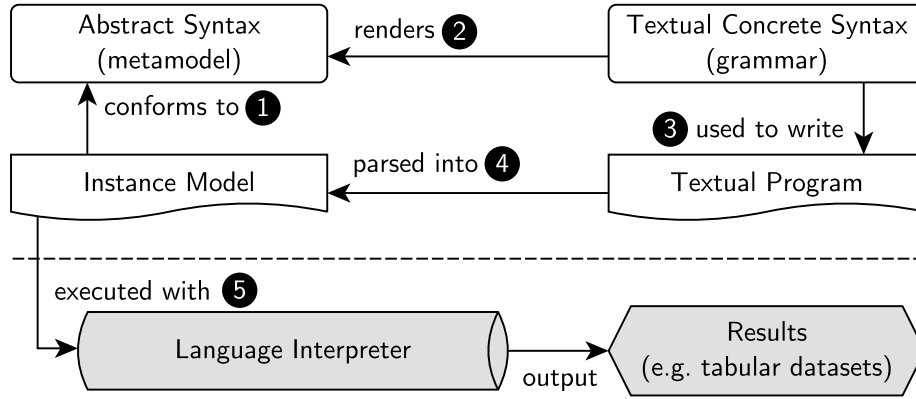 Abstract Syntax
(metamodel)
renders 2
Textual Concrete Syntax
(grammar)
conforms to 1
3 used to write
Instance Model
parsed into 4
Textual Program
executed with 5
Language Interpreter
output
Results
(e.g. tabular datasets)